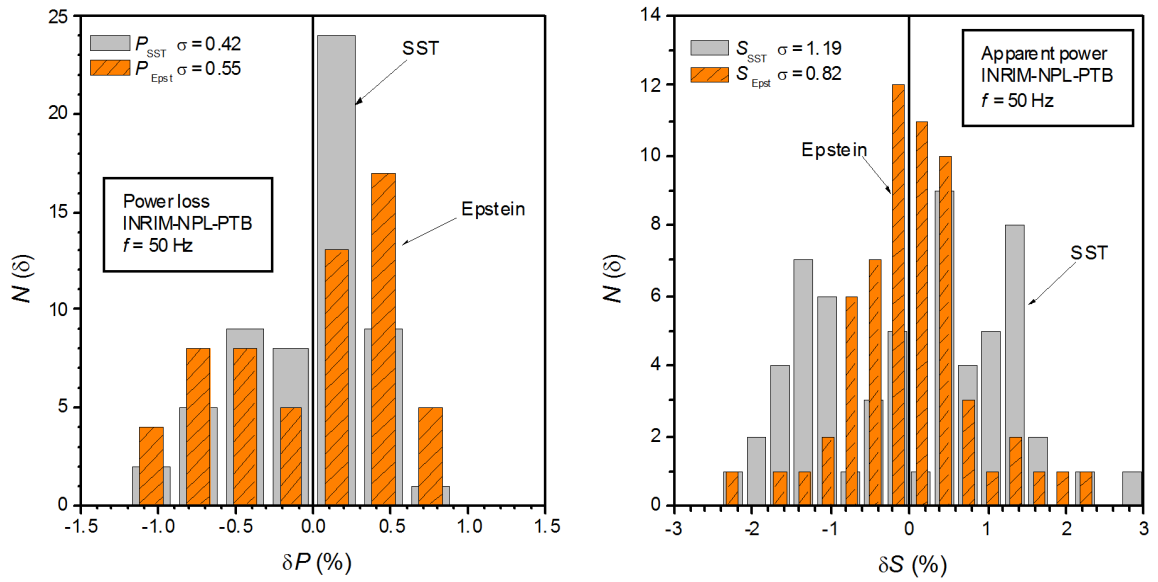 25
20
15
10
5
0
N (δ)
P_SST σ = 0.42
P_Epst σ = 0.55
SST
Epstein
Power loss
INRIM-NPL-PTB
f = 50 Hz
-1.5 -1.0 -0.5 0.0 0.5 1.0 1.5
δP (%)
14
12
10
8
6
4
2
0
N (δ)
S_SST σ = 1.19
S_Epst σ = 0.82
Apparent power
INRIM-NPL-PTB
f = 50 Hz
Epstein
SST
-3 -2 -1 0 1 2 3
δS (%)